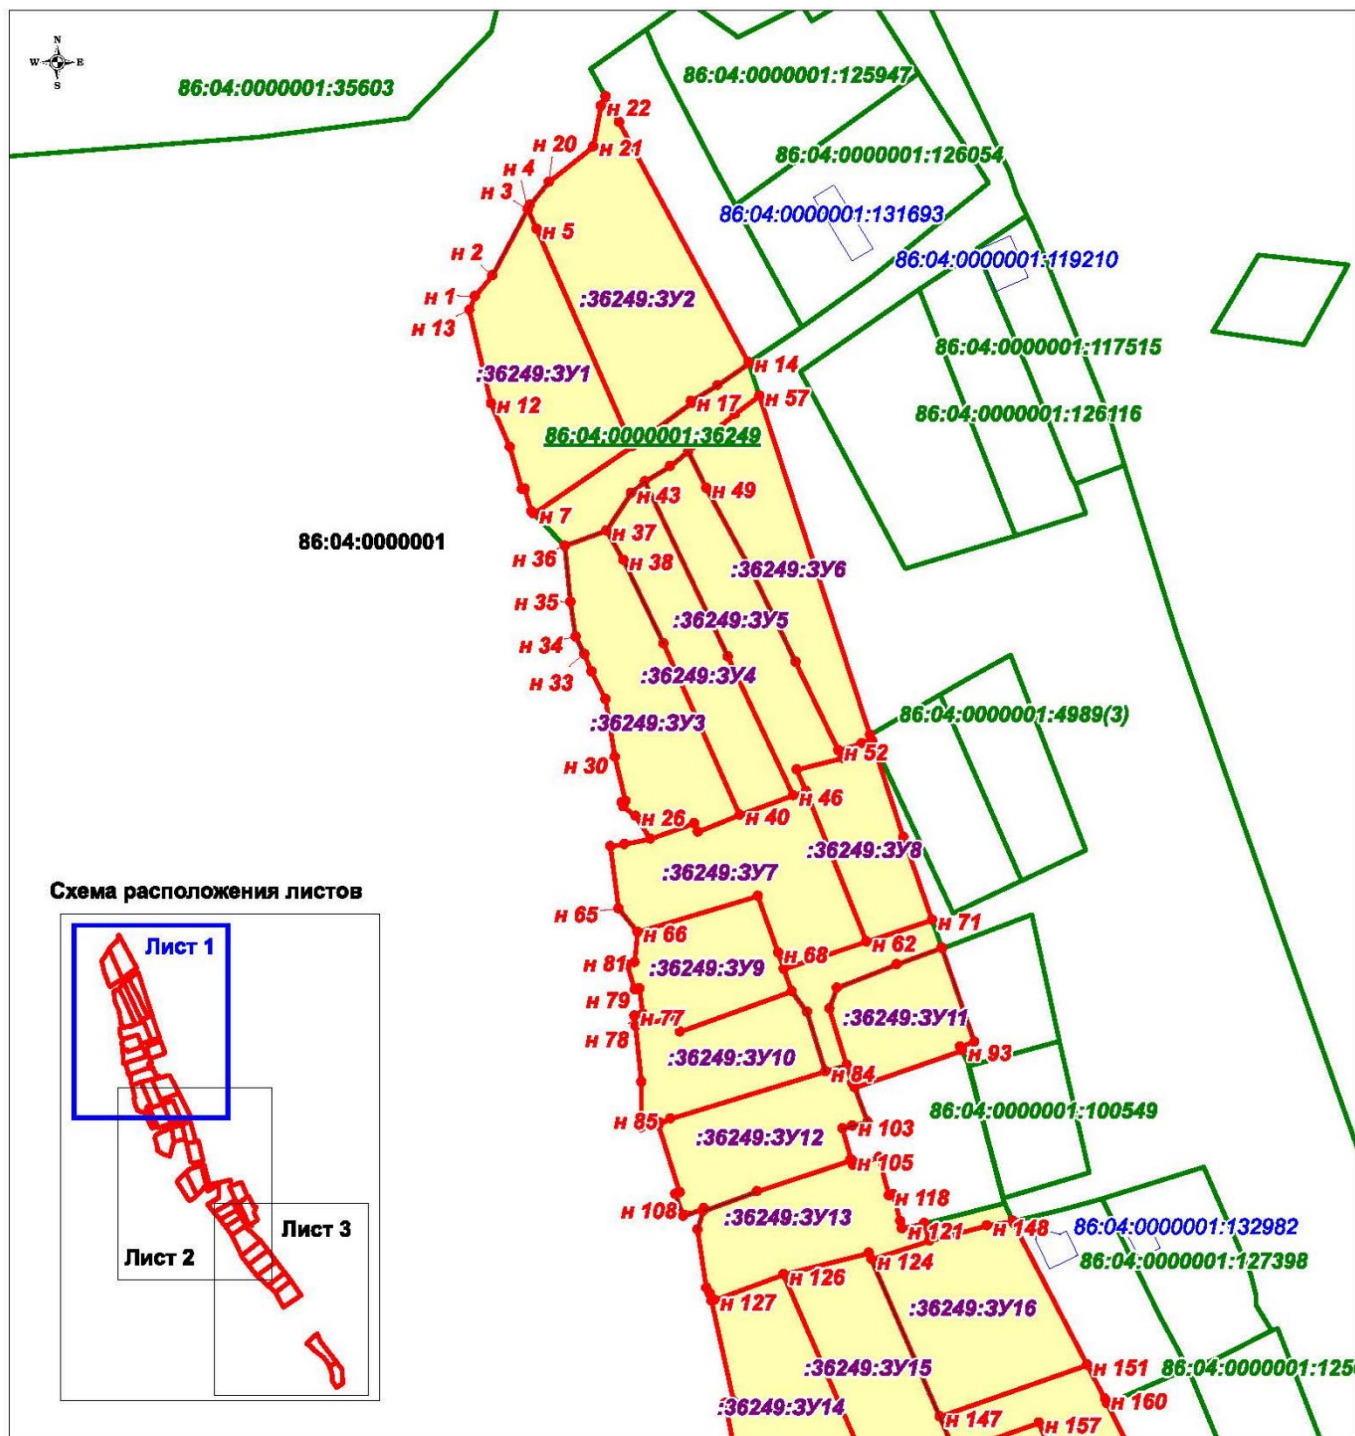 N
W E
S
86:04:0000001:35603
86:04:0000001:125947
н 22
н 20
н 21
86:04:0000001:126054
н 4
н 3
86:04:0000001:131693
н 5
н 2
86:04:0000001:119210
н 1
:36249:ЗУ2
н 13
86:04:0000001:117515
:36249:ЗУ1
н 14
н 57
н 12
н 17
86:04:0000001:126116
86:04:0000001:36249
н 43
н 49
н 7
86:04:0000001
н 37
н 36
н 38
:36249:ЗУ6
н 35
:36249:ЗУ5
н 34
н 33
:36249:ЗУ4
86:04:0000001:4989(3)
:36249:ЗУ3
н 52
н 30
н 46
н 26
н 40
:36249:ЗУ8
:36249:ЗУ7
Схема расположения листов
н 65
н 71
Лист 1
н 66
н 68
н 62
н 81
:36249:ЗУ9
н 79
н 77
:36249:ЗУ11
н 78
:36249:ЗУ10
н 93
н 84
86:04:0000001:100549
н 85
:36249:ЗУ12
н 103
н 105
н 108
н 118
:36249:ЗУ13
Лист 3
Лист 2
н 121
н 148
86:04:0000001:132982
н 124
86:04:0000001:127398
н 126
н 127
:36249:ЗУ16
:36249:ЗУ15
н 151
86:04:0000001:1250
:36249:ЗУ14
н 160
н 147
н 157